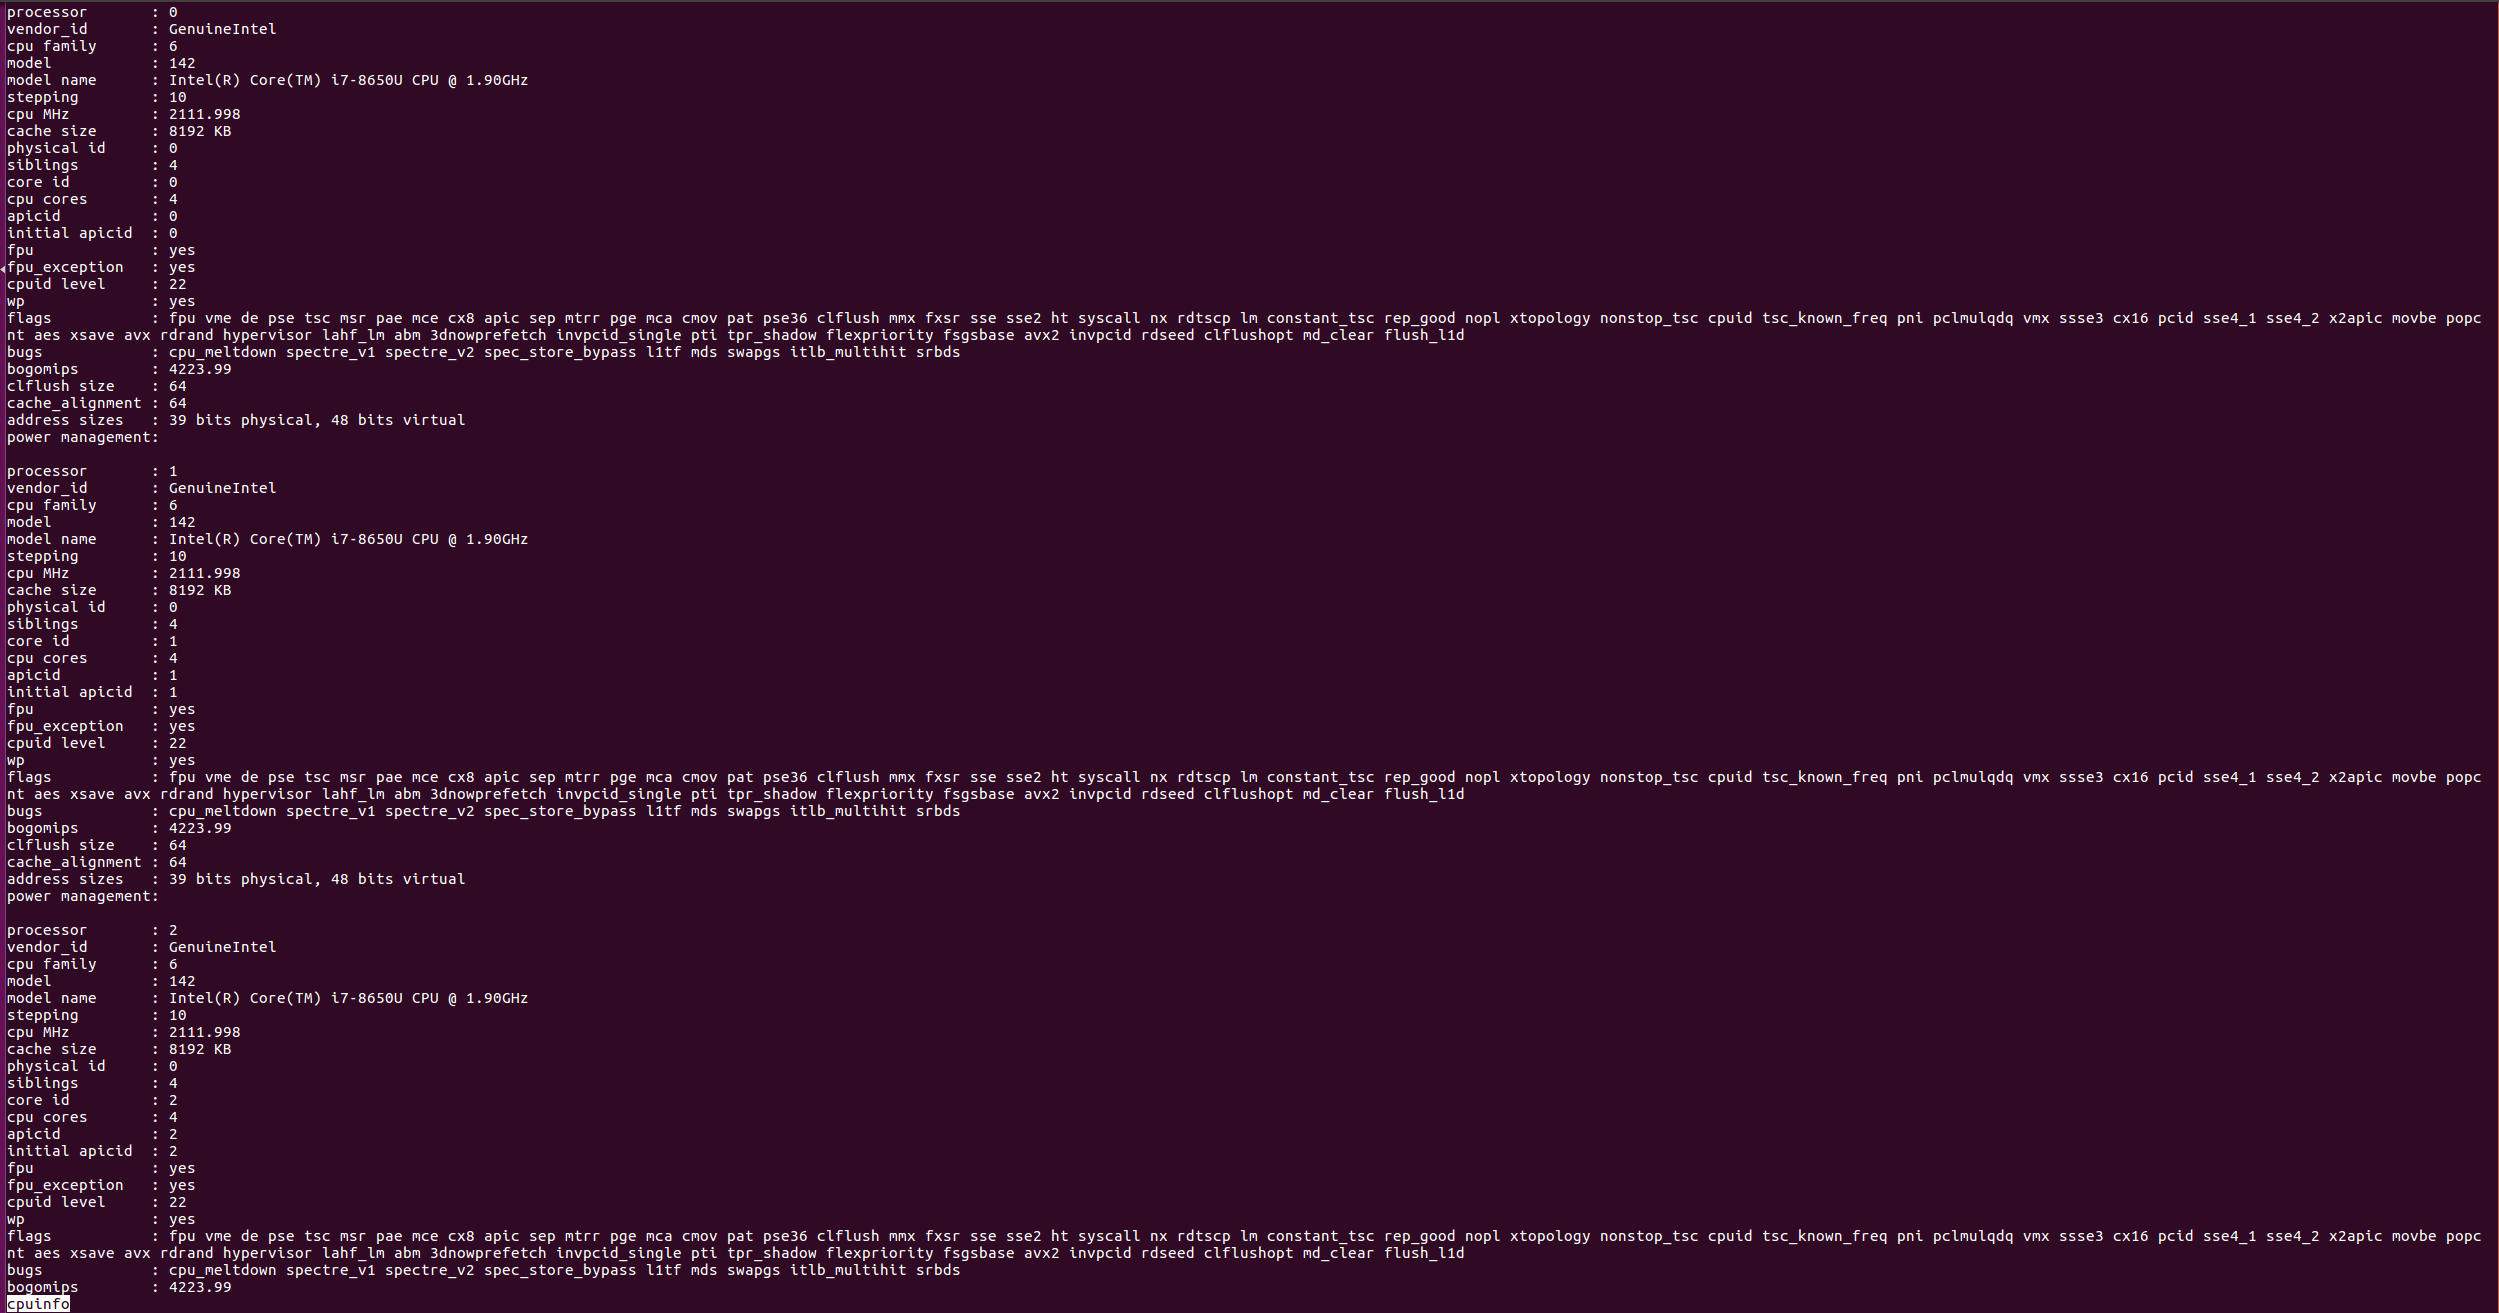 processor       : 0
vendor_id       : GenuineIntel
cpu family      : 6
model           : 142
model name      : Intel(R) Core(TM) i7-8650U CPU @ 1.90GHz
stepping        : 10
cpu MHz         : 2111.998
cache size      : 8192 KB
physical id     : 0
siblings        : 4
core id         : 0
cpu cores       : 4
apicid          : 0
initial apicid  : 0
fpu             : yes
fpu_exception   : yes
cpuid level     : 22
wp              : yes
flags           : fpu vme de pse tsc msr pae mce cx8 apic sep mtrr pge mca cmov pat pse36 clflush mmx fxsr sse sse2 ht syscall nx rdtscp lm constant_tsc rep_good nopl xtopology nonstop_tsc cpuid tsc_known_freq pni pclmulqdq vmx ssse3 cx16 pcid sse4_1 sse4_2 x2apic movbe popc
nt aes xsave avx rdrand hypervisor lahf_lm abm 3dnowprefetch invpcid_single pti tpr_shadow flexpriority fsgsbase avx2 invpcid rdseed clflushopt md_clear flush_l1d
bugs            : cpu_meltdown spectre_v1 spectre_v2 spec_store_bypass l1tf mds swapgs itlb_multihit srbds
bogomips        : 4223.99
clflush size    : 64
cache_alignment : 64
address sizes   : 39 bits physical, 48 bits virtual
power management:

processor       : 1
vendor_id       : GenuineIntel
cpu family      : 6
model           : 142
model name      : Intel(R) Core(TM) i7-8650U CPU @ 1.90GHz
stepping        : 10
cpu MHz         : 2111.998
cache size      : 8192 KB
physical id     : 0
siblings        : 4
core id         : 1
cpu cores       : 4
apicid          : 1
initial apicid  : 1
fpu             : yes
fpu_exception   : yes
cpuid level     : 22
wp              : yes
flags           : fpu vme de pse tsc msr pae mce cx8 apic sep mtrr pge mca cmov pat pse36 clflush mmx fxsr sse sse2 ht syscall nx rdtscp lm constant_tsc rep_good nopl xtopology nonstop_tsc cpuid tsc_known_freq pni pclmulqdq vmx ssse3 cx16 pcid sse4_1 sse4_2 x2apic movbe popc
nt aes xsave avx rdrand hypervisor lahf_lm abm 3dnowprefetch invpcid_single pti tpr_shadow flexpriority fsgsbase avx2 invpcid rdseed clflushopt md_clear flush_l1d
bugs            : cpu_meltdown spectre_v1 spectre_v2 spec_store_bypass l1tf mds swapgs itlb_multihit srbds
bogomips        : 4223.99
clflush size    : 64
cache_alignment : 64
address sizes   : 39 bits physical, 48 bits virtual
power management:

processor       : 2
vendor_id       : GenuineIntel
cpu family      : 6
model           : 142
model name      : Intel(R) Core(TM) i7-8650U CPU @ 1.90GHz
stepping        : 10
cpu MHz         : 2111.998
cache size      : 8192 KB
physical id     : 0
siblings        : 4
core id         : 2
cpu cores       : 4
apicid          : 2
initial apicid  : 2
fpu             : yes
fpu_exception   : yes
cpuid level     : 22
wp              : yes
flags           : fpu vme de pse tsc msr pae mce cx8 apic sep mtrr pge mca cmov pat pse36 clflush mmx fxsr sse sse2 ht syscall nx rdtscp lm constant_tsc rep_good nopl xtopology nonstop_tsc cpuid tsc_known_freq pni pclmulqdq vmx ssse3 cx16 pcid sse4_1 sse4_2 x2apic movbe popc
nt aes xsave avx rdrand hypervisor lahf_lm abm 3dnowprefetch invpcid_single pti tpr_shadow flexpriority fsgsbase avx2 invpcid rdseed clflushopt md_clear flush_l1d
bugs            : cpu_meltdown spectre_v1 spectre_v2 spec_store_bypass l1tf mds swapgs itlb_multihit srbds
bogomips        : 4223.99
cpuinfo